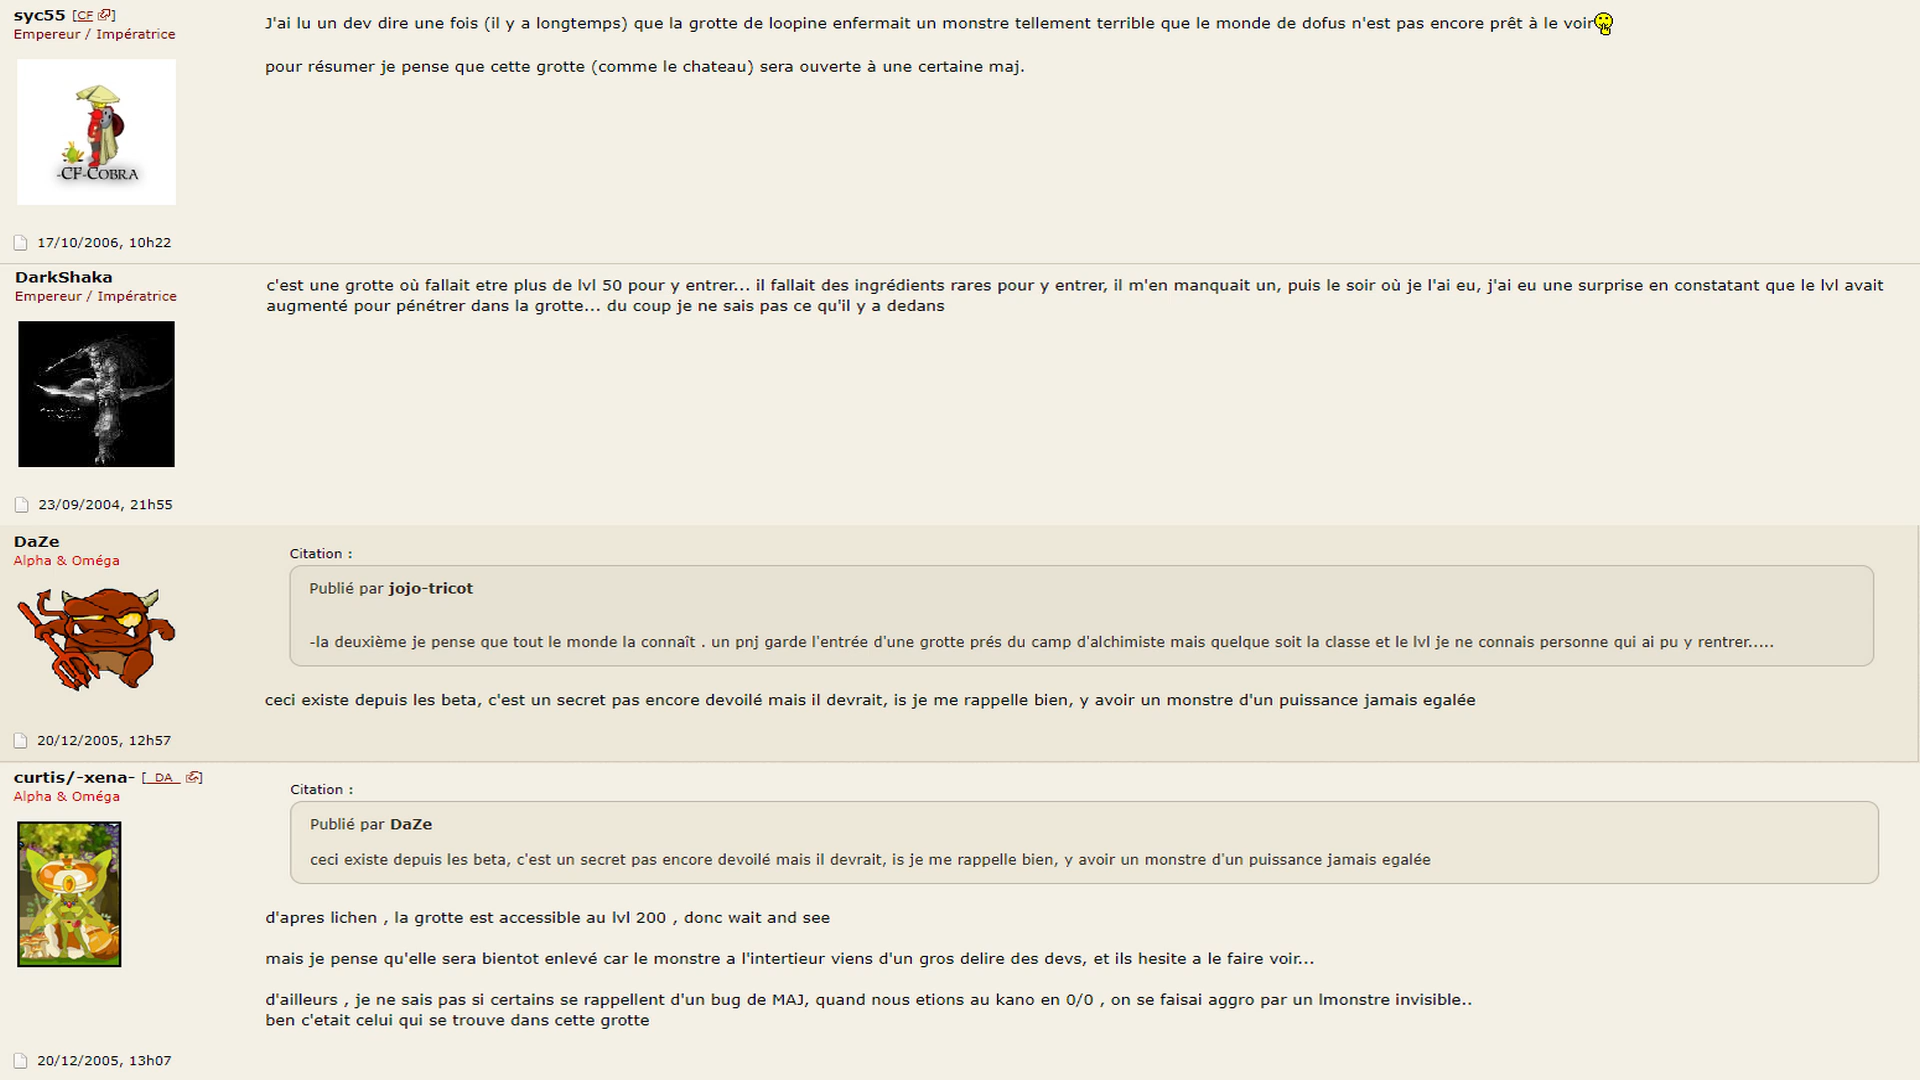 syc55 [CF]
Empereur / Impératrice
J'ai lu un dev dire une fois (il y a longtemps) que la grotte de loopine enfermait un monstre tellement terrible que le monde de dofus n'est pas encore prêt à le voir
pour résumer je pense que cette grotte (comme le chateau) sera ouverte à une certaine maj.
-CF-COBRA
17/10/2006, 10h22
DarkShaka
Empereur / Impératrice
c'est une grotte où fallait etre plus de lvl 50 pour y entrer... il fallait des ingrédients rares pour y entrer, il m'en manquait un, puis le soir où je l'ai eu, j'ai eu une surprise en constatant que le lvl avait
augmenté pour pénétrer dans la grotte... du coup je ne sais pas ce qu'il y a dedans
23/09/2004, 21h55
DaZe
Alpha & Oméga
Citation :
Publié par jojo-tricot
-la deuxième je pense que tout le monde la connaît . un pnj garde l'entrée d'une grotte prés du camp d'alchimiste mais quelque soit la classe et le lvl je ne connais personne qui ai pu y rentrer.....
ceci existe depuis les beta, c'est un secret pas encore devoilé mais il devrait, is je me rappelle bien, y avoir un monstre d'un puissance jamais egalée
20/12/2005, 12h57
curtis/-xena- [_DA_]
Alpha & Oméga
Citation :
Publié par DaZe
ceci existe depuis les beta, c'est un secret pas encore devoilé mais il devrait, is je me rappelle bien, y avoir un monstre d'un puissance jamais egalée
d'apres lichen , la grotte est accessible au lvl 200 , donc wait and see
mais je pense qu'elle sera bientot enlevé car le monstre a l'intertieur viens d'un gros delire des devs, et ils hesite a le faire voir...
d'ailleurs , je ne sais pas si certains se rappellent d'un bug de MAJ, quand nous etions au kano en 0/0 , on se faisai aggro par un lmonstre invisible..
ben c'etait celui qui se trouve dans cette grotte
20/12/2005, 13h07